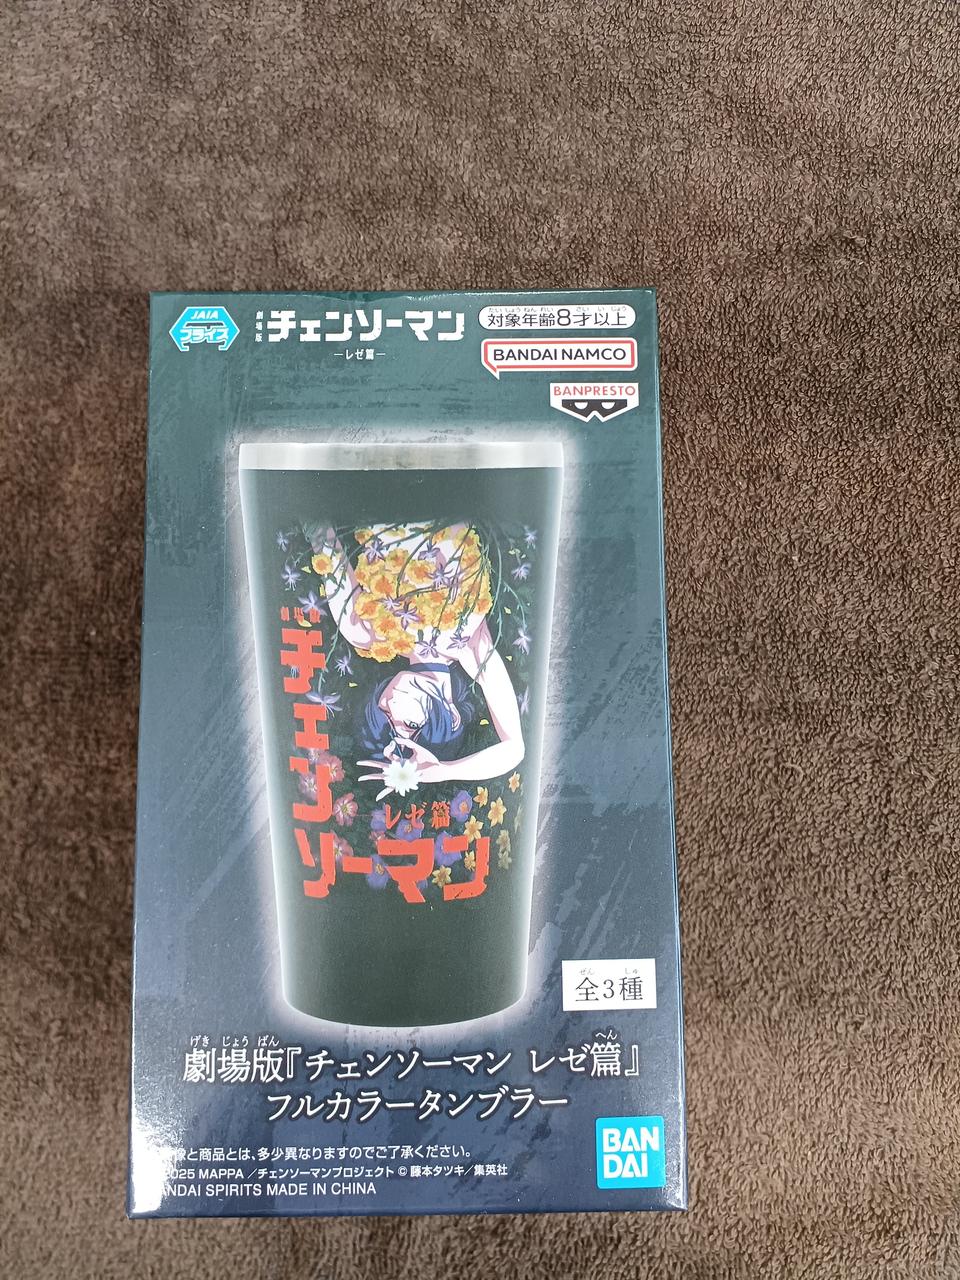 JAIA
プライズ
劇場版
チェンソーマン
―レゼ篇―
たいしょうねんれい さい いじょう
対象年齢8才以上
BANDAI NAMCO
BANPRESTO
劇場版
チェンソーマン
レゼ篇
ぜん しゅ
全3種
げきじょうばん へん
劇場版『チェンソーマン レゼ篇』
フルカラータンブラー
像と商品とは、多少異なりますのでご了承ください。
2025 MAPPA／チェンソーマンプロジェクト ©藤本タツキ／集英社
NDAI SPIRITS MADE IN CHINA
BAN
DAI